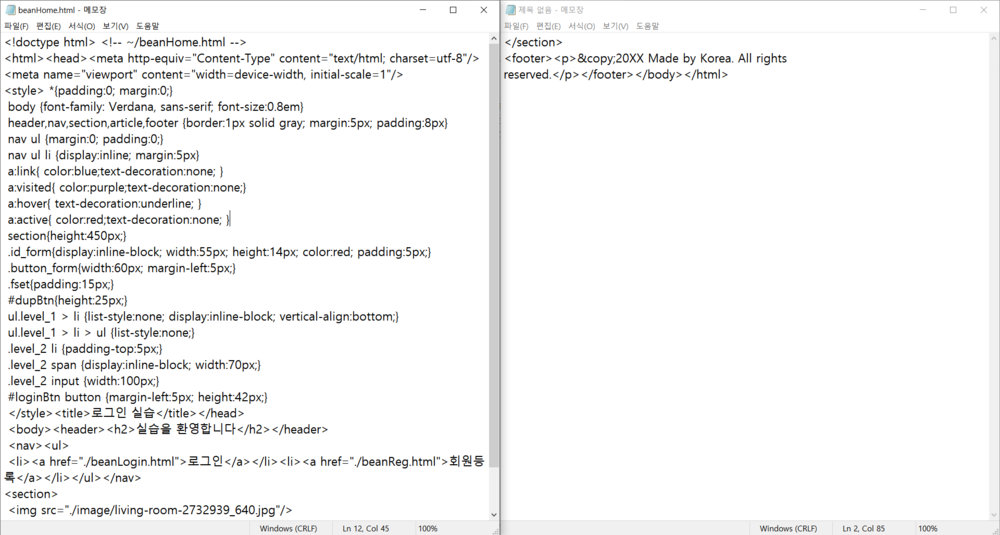 beanHome.html - 메모장
파일(F) 편집(E) 서식(O) 보기(V) 도움말
<!doctype html> <!-- ~/beanHome.html -->
<html><head><meta http-equiv="Content-Type" content="text/html; charset=utf-8"/>
<meta name="viewport" content="width=device-width, initial-scale=1"/>
<style> *{padding:0; margin:0;}
body {font-family: Verdana, sans-serif; font-size:0.8em}
header,nav,section,article,footer {border:1px solid gray; margin:5px; padding:8px}
nav ul {margin:0; padding:0;}
nav ul li {display:inline; margin:5px}
a:link{ color:blue;text-decoration:none; }
a:visited{ color:purple;text-decoration:none;}
a:hover{ text-decoration:underline; }
a:active{ color:red;text-decoration:none; }
section{height:450px;}
.id_form{display:inline-block; width:55px; height:14px; color:red; padding:5px;}
.button_form{width:60px; margin-left:5px;}
.fset{padding:15px;}
#dupBtn{height:25px;}
ul.level_1 > li {list-style:none; display:inline-block; vertical-align:bottom;}
ul.level_1 > li > ul {list-style:none;}
.level_2 li {padding-top:5px;}
.level_2 span {display:inline-block; width:70px;}
.level_2 input {width:100px;}
#loginBtn button {margin-left:5px; height:42px;}
</style><title>로그인 실습</title></head>
<body><header><h2>실습을 환영합니다</h2></header>
<nav><ul>
<li><a href="./beanLogin.html">로그인</a></li><li><a href="./beanReg.html">회원등
록</a></li></ul></nav>
<section>
<img src="./image/living-room-2732939_640.jpg"/>
Windows (CRLF) Ln 12, Col 45 100%
제목 없음 - 메모장
파일(F) 편집(E) 서식(O) 보기(V) 도움말
</section>
<footer><p>&copy;20XX Made by Korea. All rights
reserved.</p></footer></body></html>
Windows (CRLF) Ln 2, Col 85 100%